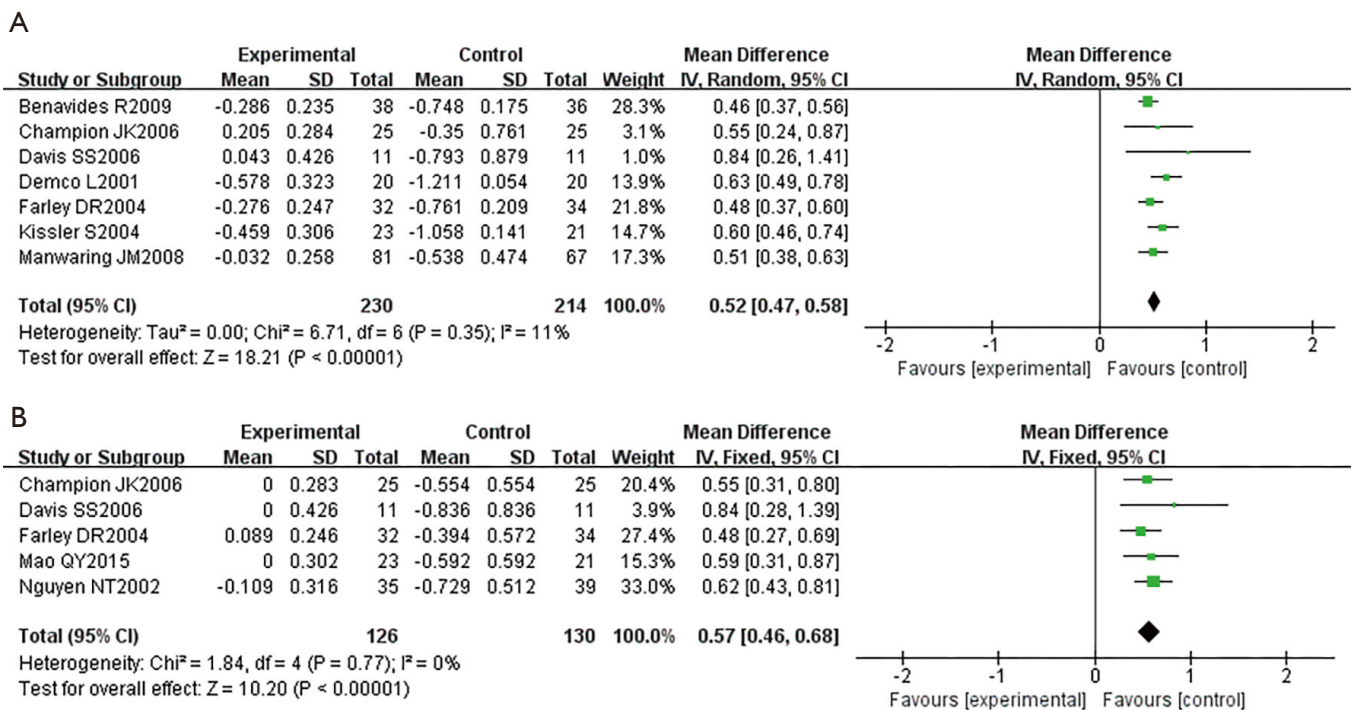 A
Experimental Control Mean Difference Mean Difference
Study or Subgroup Mean SD Total Mean SD Total Weight IV, Random, 95% CI IV, Random, 95% CI
Benavides R2009 -0.286 0.235 38 -0.748 0.175 36 28.3% 0.46 [0.37, 0.56]
Champion JK2006 0.205 0.284 25 -0.35 0.761 25 3.1% 0.55 [0.24, 0.87]
Davis SS2006 0.043 0.426 11 -0.793 0.879 11 1.0% 0.84 [0.26, 1.41]
Demco L2001 -0.578 0.323 20 -1.211 0.054 20 13.9% 0.63 [0.49, 0.78]
Farley DR2004 -0.276 0.247 32 -0.761 0.209 34 21.8% 0.48 [0.37, 0.60]
Kissler S2004 -0.459 0.306 23 -1.058 0.141 21 14.7% 0.60 [0.46, 0.74]
Manwaring JM2008 -0.032 0.258 81 -0.538 0.474 67 17.3% 0.51 [0.38, 0.63]
Total (95% CI) 230 214 100.0% 0.52 [0.47, 0.58]
Heterogeneity: Tau² = 0.00; Chi² = 6.71, df = 6 (P = 0.35); I² = 11%
Test for overall effect: Z = 18.21 (P < 0.00001)
-2 -1 0 1 2
Favours [experimental] Favours [control]
B
Experimental Control Mean Difference Mean Difference
Study or Subgroup Mean SD Total Mean SD Total Weight IV, Fixed, 95% CI IV, Fixed, 95% CI
Champion JK2006 0 0.283 25 -0.554 0.554 25 20.4% 0.55 [0.31, 0.80]
Davis SS2006 0 0.426 11 -0.836 0.836 11 3.9% 0.84 [0.28, 1.39]
Farley DR2004 0.089 0.246 32 -0.394 0.572 34 27.4% 0.48 [0.27, 0.69]
Mao QY2015 0 0.302 23 -0.592 0.592 21 15.3% 0.59 [0.31, 0.87]
Nguyen NT2002 -0.109 0.316 35 -0.729 0.512 39 33.0% 0.62 [0.43, 0.81]
Total (95% CI) 126 130 100.0% 0.57 [0.46, 0.68]
Heterogeneity: Chi² = 1.84, df = 4 (P = 0.77); I² = 0%
Test for overall effect: Z = 10.20 (P < 0.00001)
-2 -1 0 1 2
Favours [experimental] Favours [control]